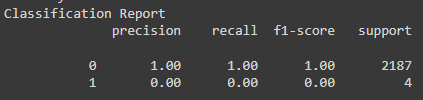 Classification Report
precision recall f1-score support
0 1.00 1.00 1.00 2187
1 0.00 0.00 0.00 4